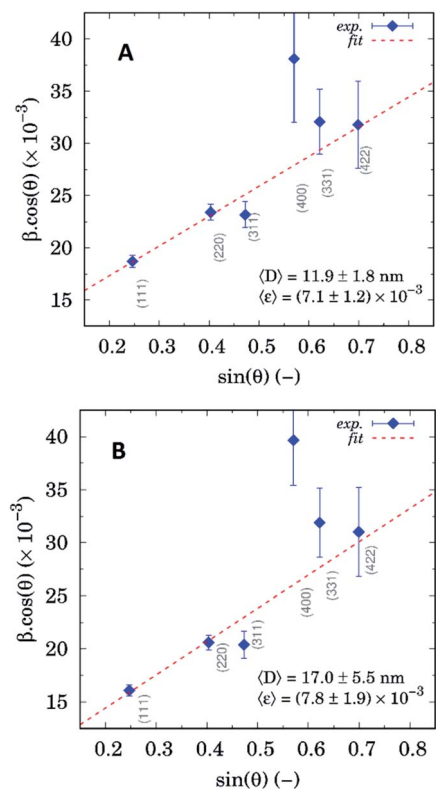 A
exp.
fit
40
35
30
25
20
15
β.cos(θ) (× 10⁻³)
(111)
(220)
(311)
(400)
(331)
(422)
⟨D⟩ = 11.9 ± 1.8 nm
⟨ε⟩ = (7.1 ± 1.2) × 10⁻³
0.2 0.3 0.4 0.5 0.6 0.7 0.8
sin(θ) (–)
B
exp.
fit
40
35
30
25
20
15
β.cos(θ) (× 10⁻³)
(111)
(220)
(311)
(400)
(331)
(422)
⟨D⟩ = 17.0 ± 5.5 nm
⟨ε⟩ = (7.8 ± 1.9) × 10⁻³
0.2 0.3 0.4 0.5 0.6 0.7 0.8
sin(θ) (–)